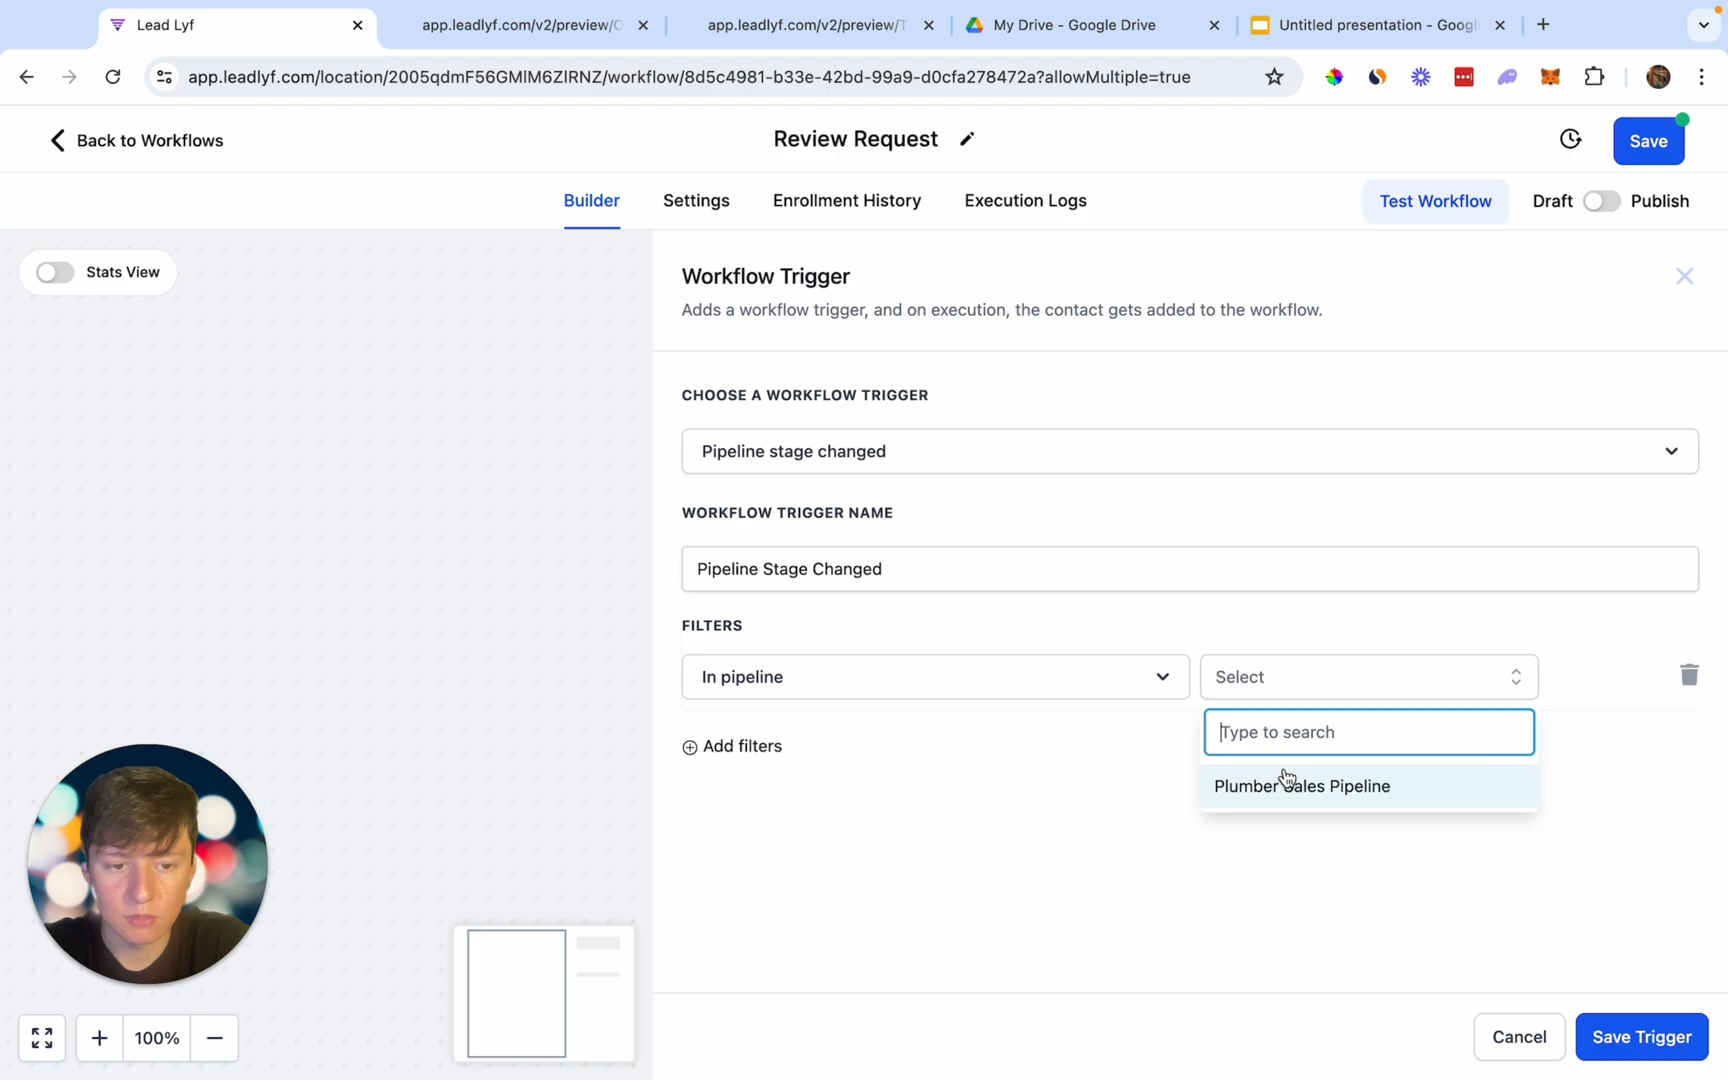 Lead Lyf
app.leadlyf.com/v2/preview/
app.leadlyf.com/v2/preview/
My Drive - Google Drive
Untitled presentation - Goog
app.leadlyf.com/location/2005qdmF56GMlM6ZlRNZ/workflow/8d5c4981-b33e-42bd-99a9-d0cfa278472a?allowMultiple=true
Back to Workflows
Review Request
Save
Builder
Settings
Enrollment History
Execution Logs
Test Workflow
Draft
Publish
Stats View
Workflow Trigger
Adds a workflow trigger, and on execution, the contact gets added to the workflow.
CHOOSE A WORKFLOW TRIGGER
Pipeline stage changed
WORKFLOW TRIGGER NAME
Pipeline Stage Changed
FILTERS
In pipeline
Select
Type to search
Add filters
Plumber Sales Pipeline
100%
Cancel
Save Trigger